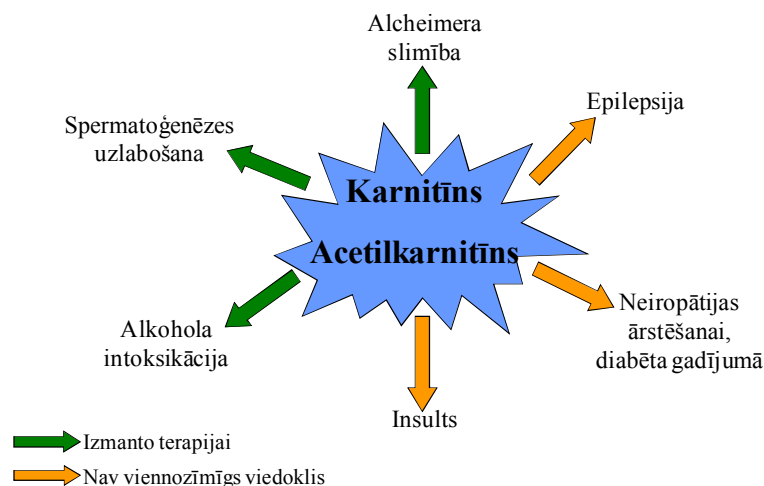 Alcheimera
slimība
Epilepsija
Spermatoģenēzes
uzlabošana
Karnitīns
Acetilkarnitīns
Neiropātijas
ārstēšanai,
diabēta gadījumā
Alkohola
intoksikācija
Insults
Izmanto terapijai
Nav viennozīmīgs viedoklis